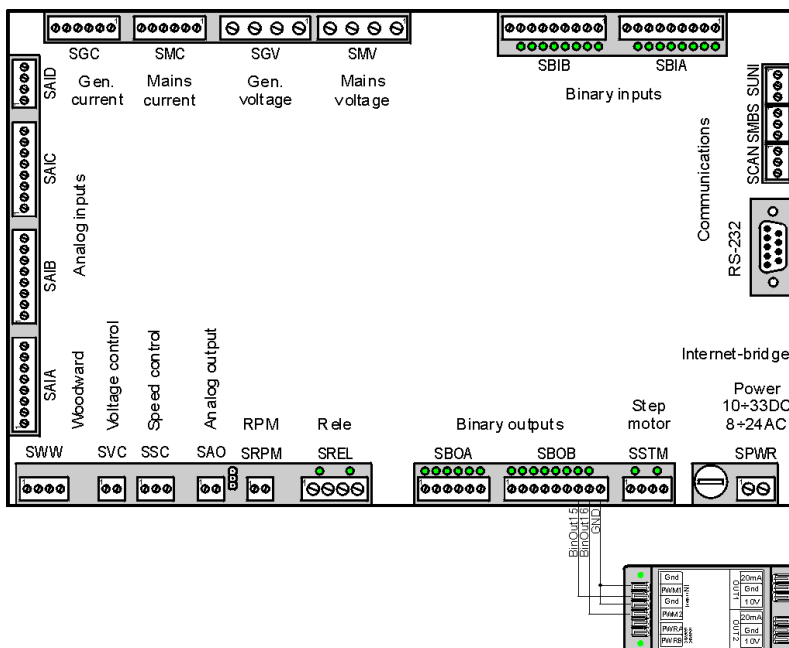 SGC SMC SGV SMV
Gen. current
Mains current
Gen. voltage
Mains voltage
SBIB SBIA
Binary inputs
SAID
SAIC
SAIB
SAIA
Analog inputs
SUNI
SMBS
SCAN
Communications
RS-232
Woodward
Voltage control
Speed control
Analog output
RPM
Rele
Binary outputs
Step motor
Internet-bridge
Power
10÷33DC
8÷24AC
SWW SVC SSC SAO SRPM SREL SBOA SBOB SSTM SPWR
BinOut15
BinOut16
GND
Gnd
PWM1
Gnd
PWM2
PWRA
PWRB
OUT1
20mA
Gnd
10V
OUT2
20mA
Gnd
10V